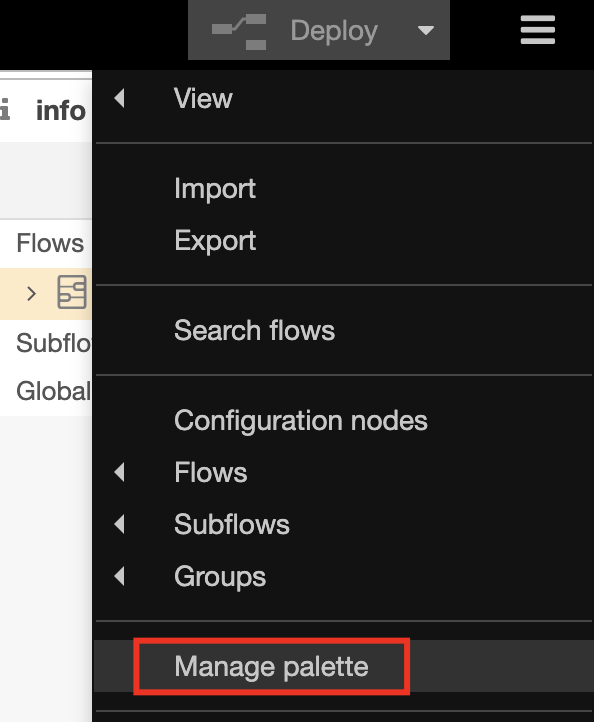 Deploy
info
View
Import
Export
Flows
Search flows
Subflo
Global
Configuration nodes
Flows
Subflows
Groups
Manage palette